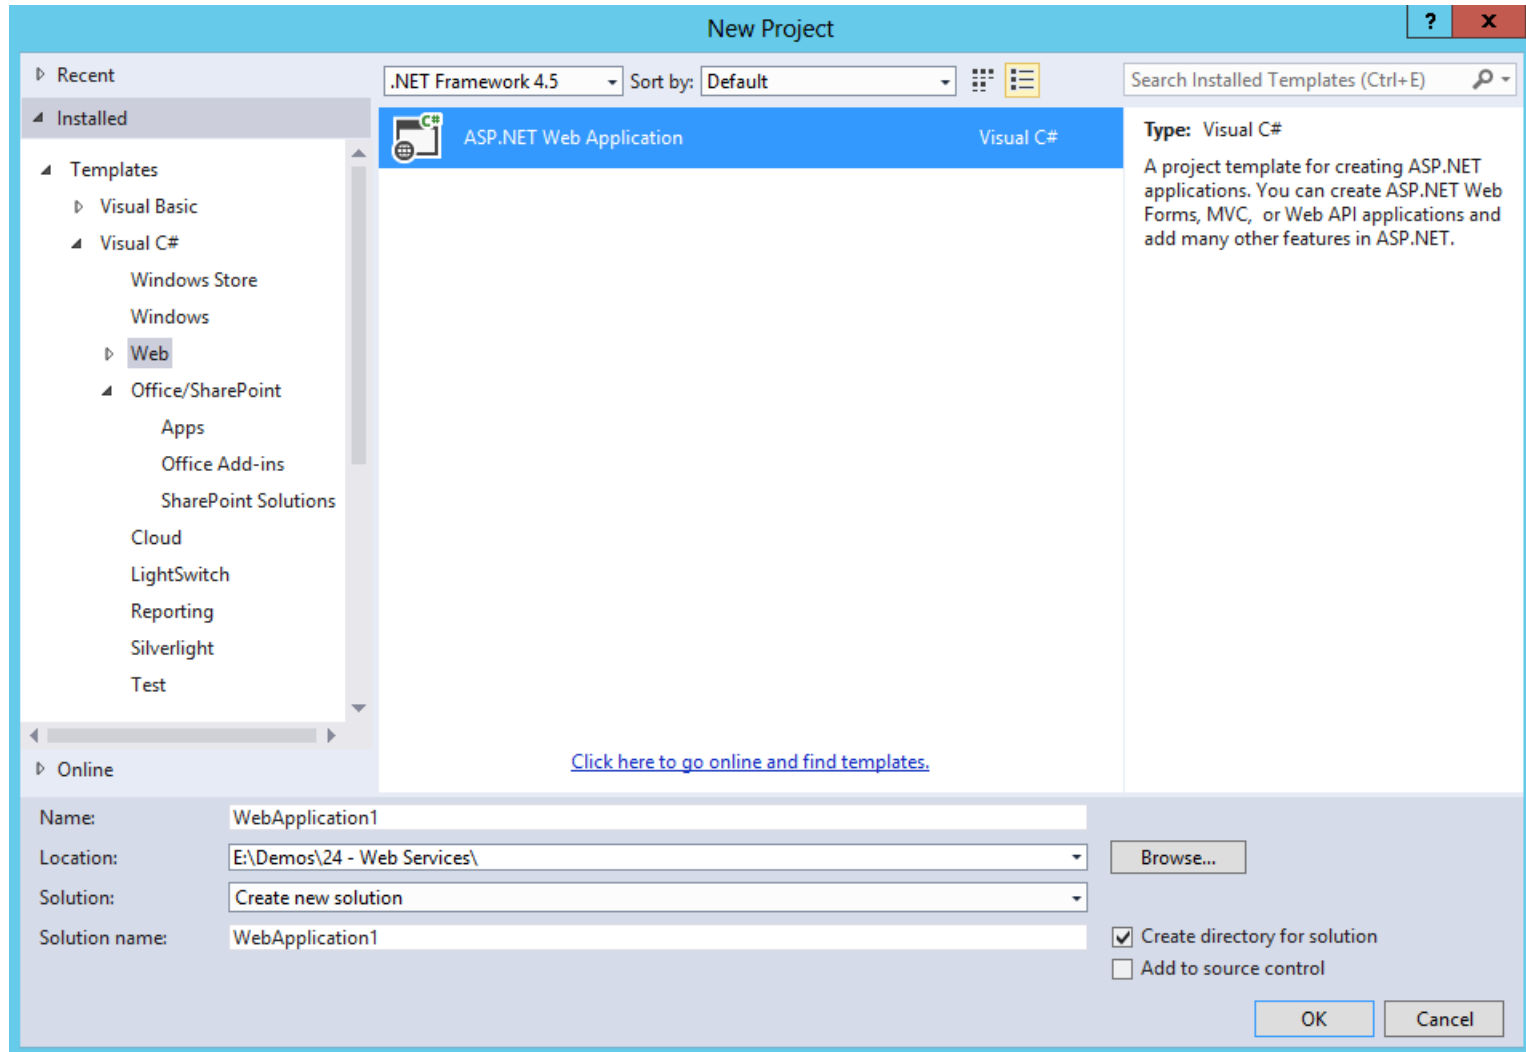 New Project
?
x
Recent
.NET Framework 4.5
Sort by:
Default
Search Installed Templates (Ctrl+E)
Installed
Templates
Visual Basic
Visual C#
Windows Store
Windows
Web
Office/SharePoint
Apps
Office Add-ins
SharePoint Solutions
Cloud
LightSwitch
Reporting
Silverlight
Test
Online
C#
ASP.NET Web Application
Visual C#
Click here to go online and find templates.
Type: Visual C#
A project template for creating ASP.NET
applications. You can create ASP.NET Web
Forms, MVC, or Web API applications and
add many other features in ASP.NET.
Name:
WebApplication1
Location:
E:\Demos\24 - Web Services\
Browse...
Solution:
Create new solution
Solution name:
WebApplication1
Create directory for solution
Add to source control
OK
Cancel